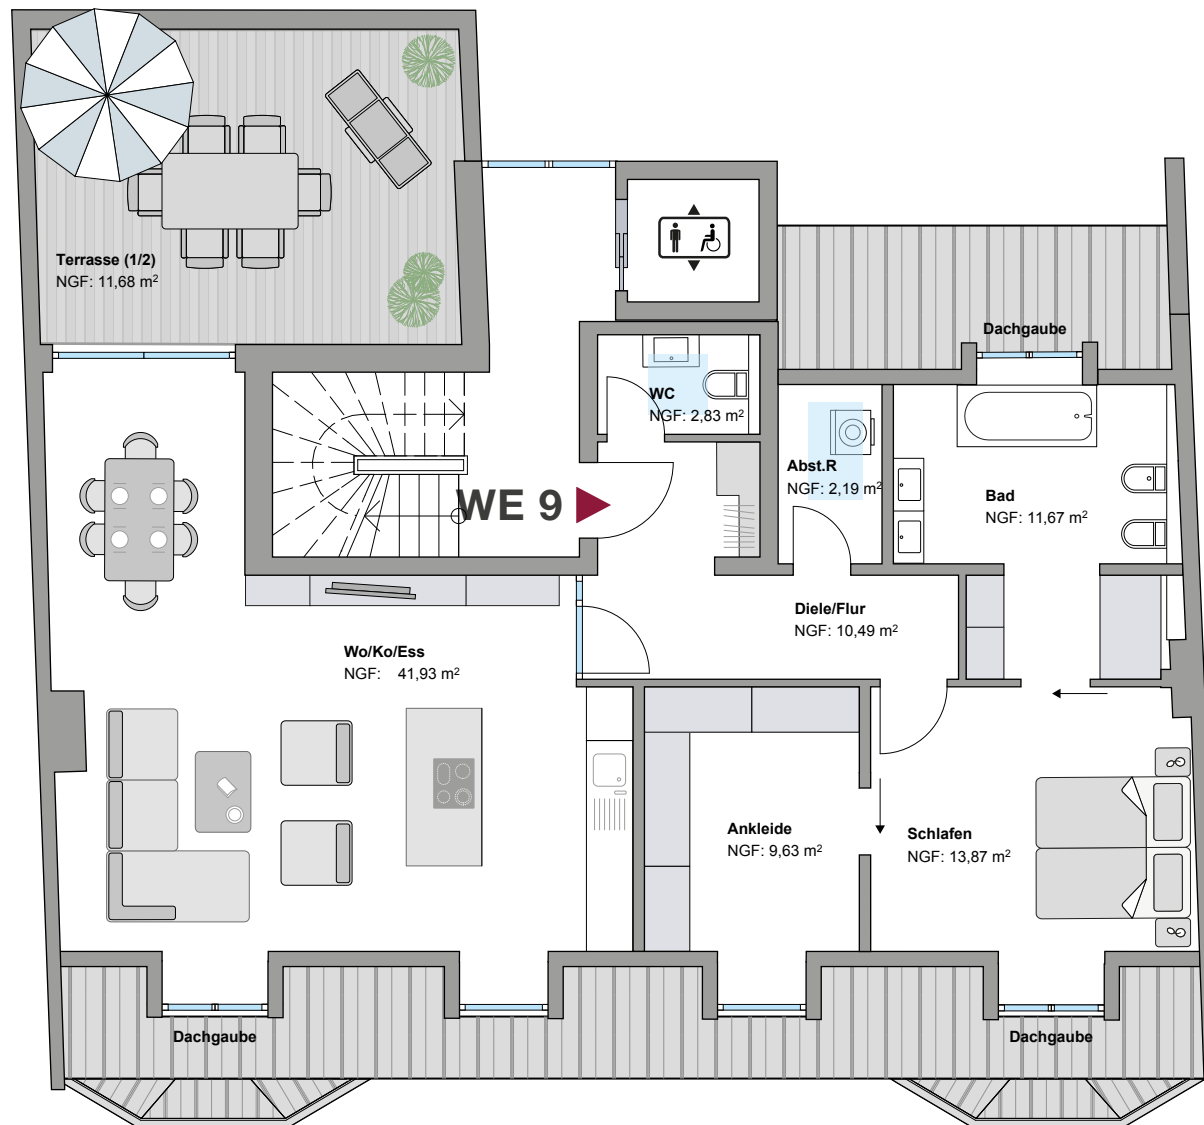 Terrasse (1/2)
NGF: 11,68 m²
Dachgaube
WC
NGF: 2,83 m²
Abst.R
NGF: 2,19 m²
Bad
NGF: 11,67 m²
WE 9
Diele/Flur
NGF: 10,49 m²
Wo/Ko/Ess
NGF: 41,93 m²
Ankleide
NGF: 9,63 m²
Schlafen
NGF: 13,87 m²
Dachgaube
Dachgaube